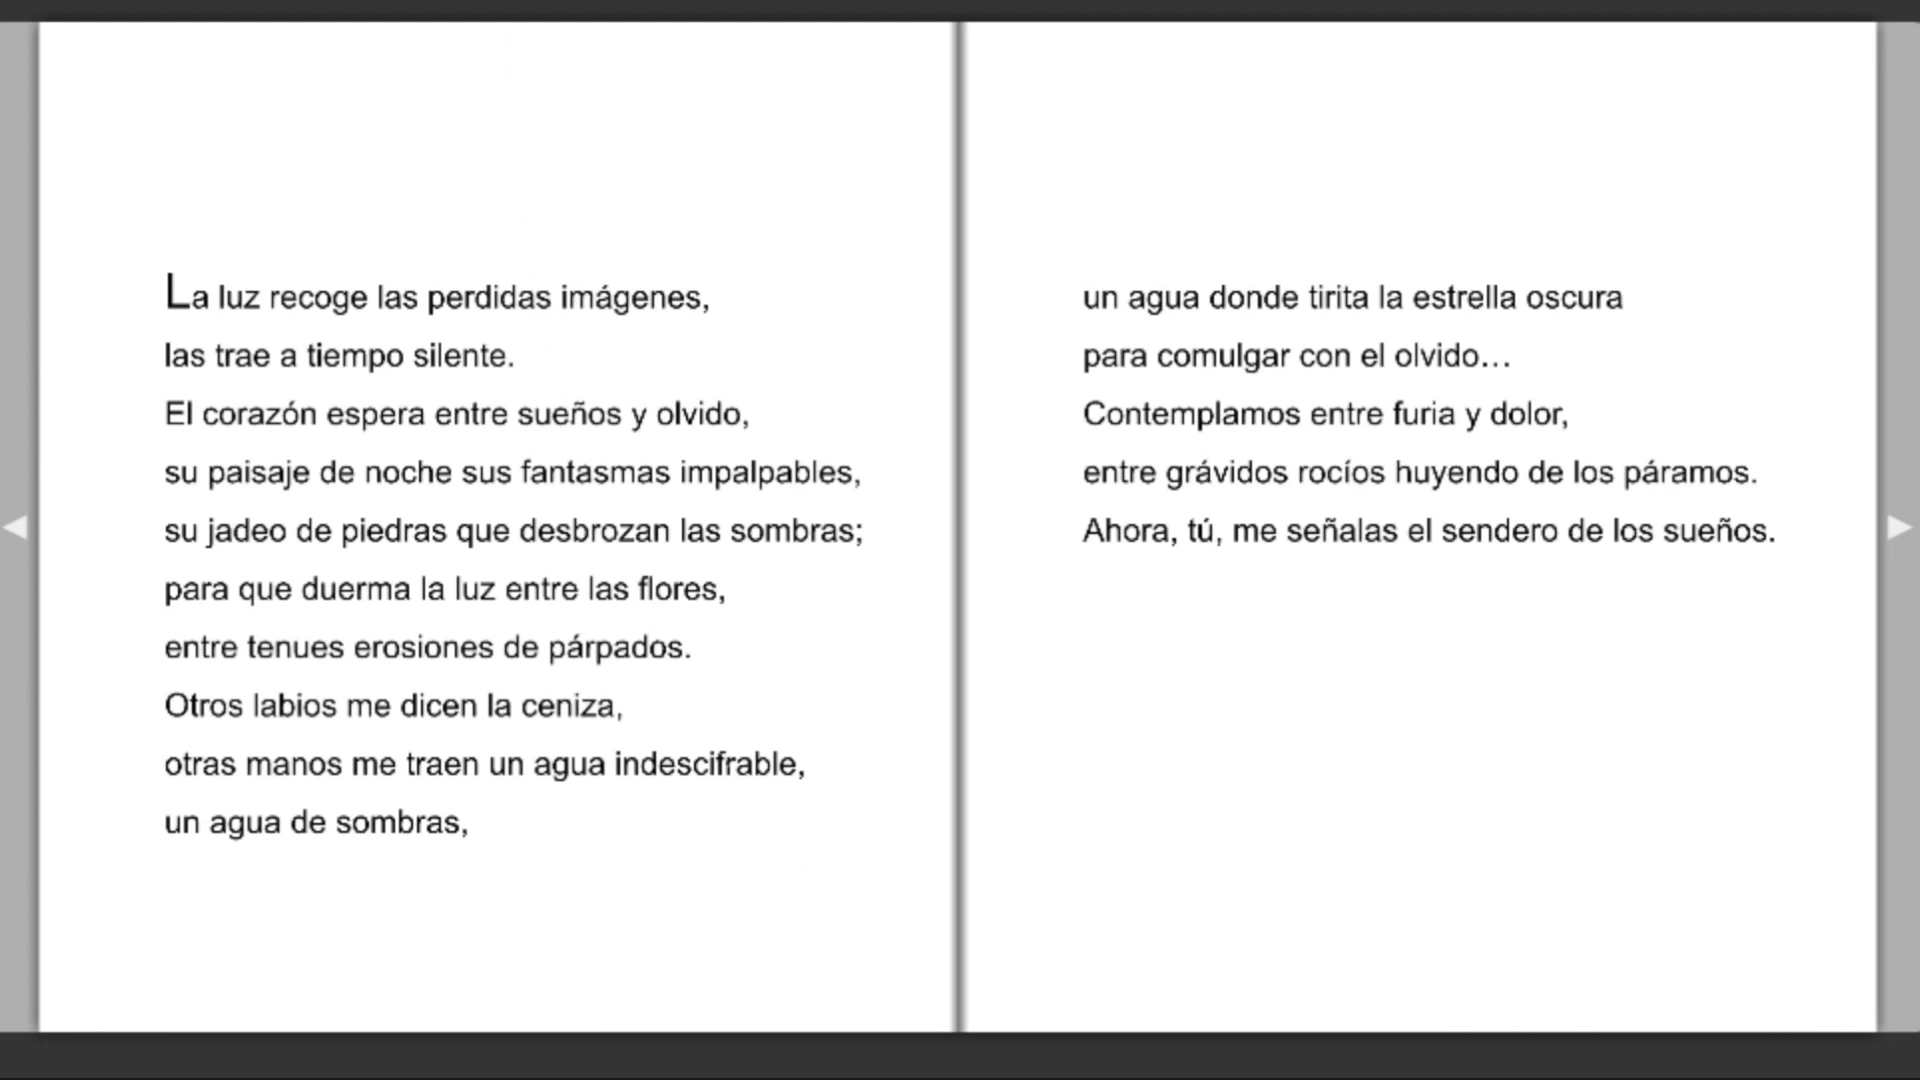 La luz recoge las perdidas imágenes,
las trae a tiempo silente.
El corazón espera entre sueños y olvido,
su paisaje de noche sus fantasmas impalpables,
su jadeo de piedras que desbrozan las sombras;
para que duerma la luz entre las flores,
entre tenues erosiones de párpados.
Otros labios me dicen la ceniza,
otras manos me traen un agua indescifrable,
un agua de sombras,
un agua donde tirita la estrella oscura
para comulgar con el olvido…
Contemplamos entre furia y dolor,
entre grávidos rocíos huyendo de los páramos.
Ahora, tú, me señalas el sendero de los sueños.